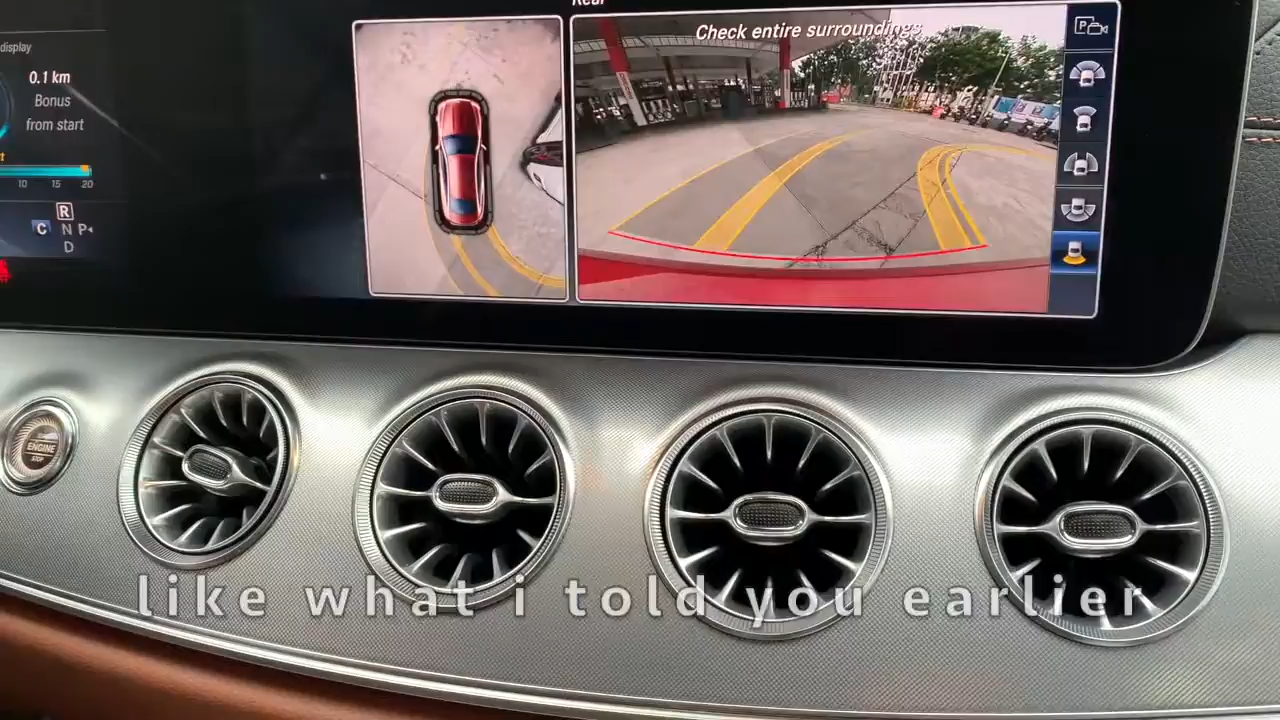 Rear
Check entire surroundings
display
0.1 km
Bonus
from start
10 15 20
R
C N P
D
P
ENGINE
STOP
like what i told you earlier